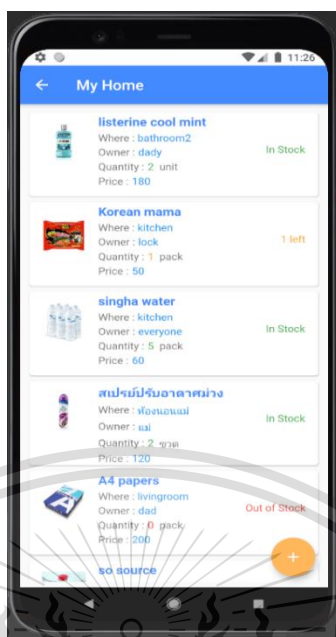 11:26
My Home
listerine cool mint
Where : bathroom2
Owner : dady
In Stock
Quantity : 2 unit
Price : 180
Korean mama
Where : kitchen
Owner : lock
1 left
Quantity : 1 pack
Price : 50
singha water
Where : kitchen
Owner : everyone
In Stock
Quantity : 5 pack
Price : 60
สเปรย์ปรับอากาศม่วง
Where : ห้องนอนแม่
Owner : แม่
In Stock
Quantity : 2 ขวด
Price : 120
A4 papers
Where : livingroom
Owner : dad
Out of Stock
Quantity : 0 pack
Price : 200
so source
+